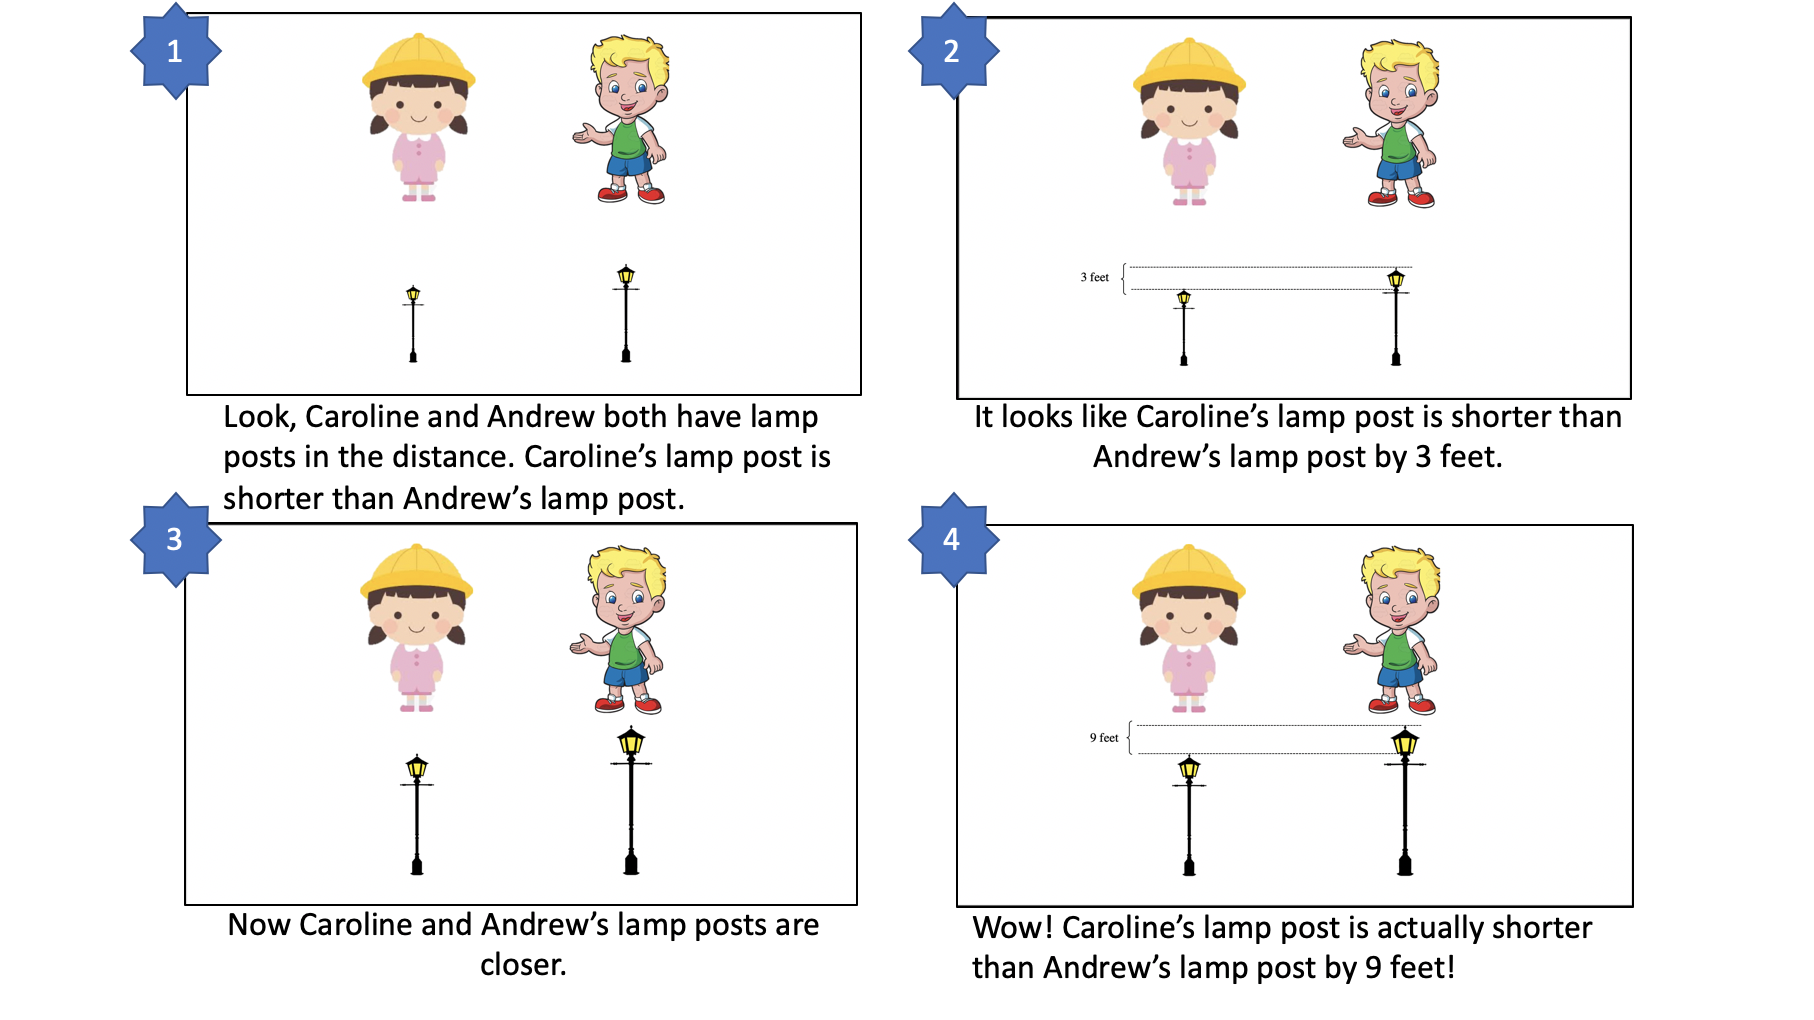 1
Look, Caroline and Andrew both have lamp
posts in the distance. Caroline’s lamp post is
shorter than Andrew’s lamp post.
2
3 feet
It looks like Caroline’s lamp post is shorter than
Andrew’s lamp post by 3 feet.
3
Now Caroline and Andrew’s lamp posts are
closer.
4
9 feet
Wow! Caroline’s lamp post is actually shorter
than Andrew’s lamp post by 9 feet!